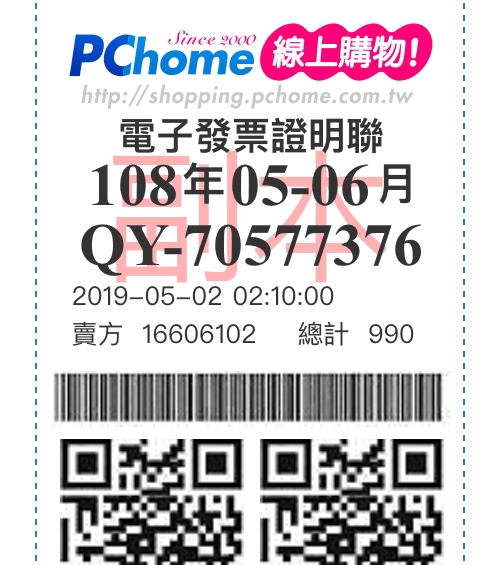 Since 2000
PChome 線上購物!
http://shopping.pchome.com.tw
電子發票證明聯
副本
108年05-06月
QY-70577376
2019-05-02 02:10:00
賣方 16606102 總計 990